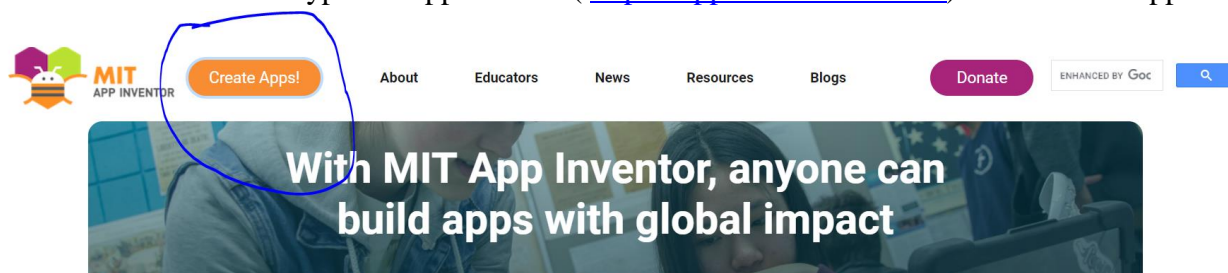 MIT
APP INVENTOR
Create Apps!
About
Educators
News
Resources
Blogs
Donate
ENHANCED BY
With MIT App Inventor, anyone can
build apps with global impact